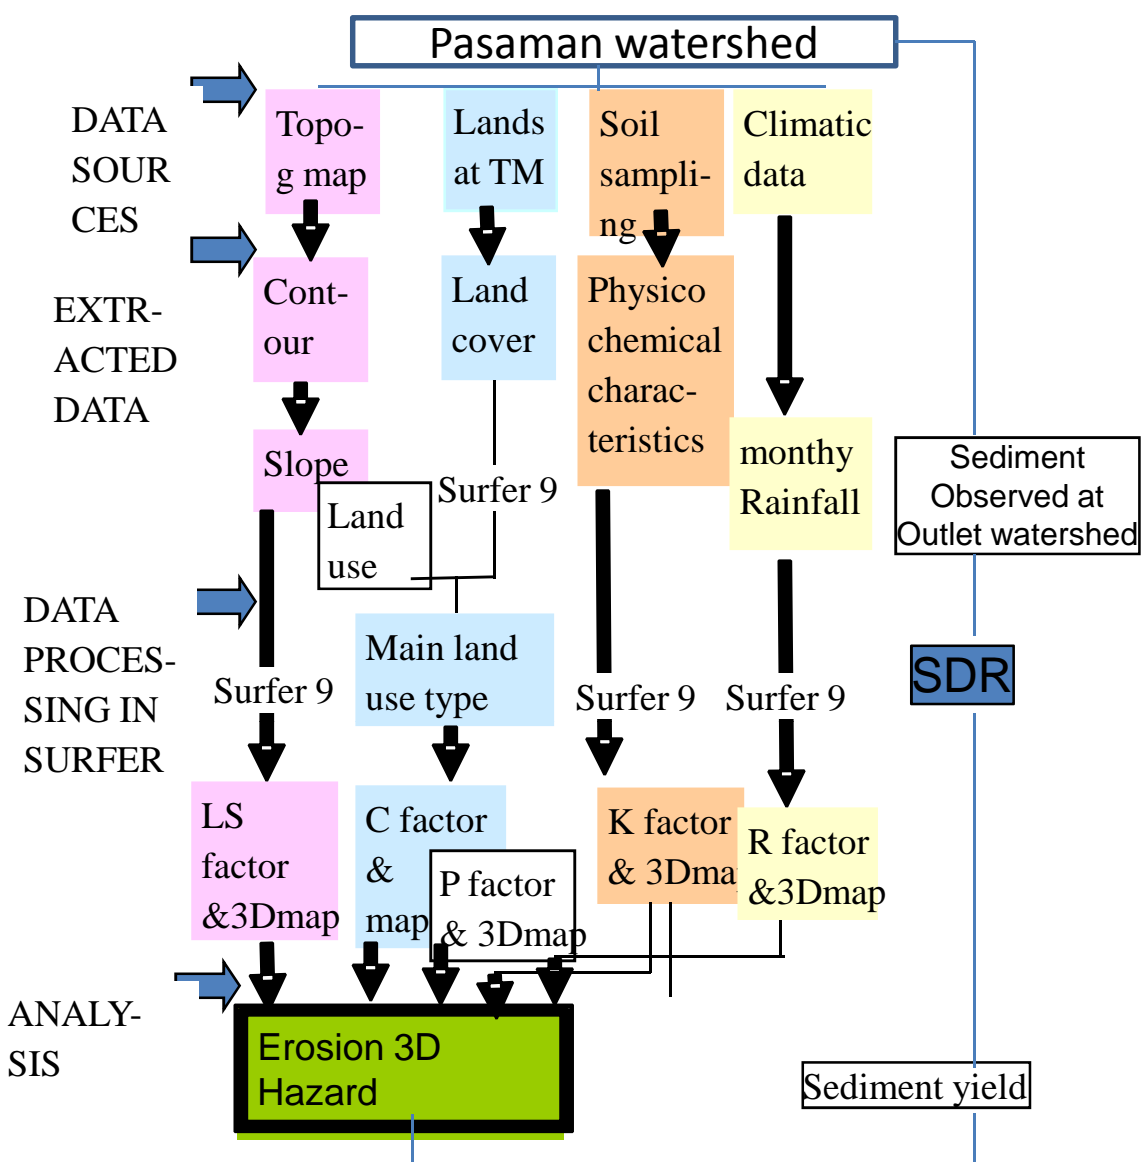 Pasaman watershed
DATA
SOUR
CES
Topo-
g map
Lands
at TM
Soil
sampli-
ng
Climatic
data
EXTR-
ACTED
DATA
Cont-
our
Land
cover
Physico
chemical
charac-
teristics
Slope
Land
use
Surfer 9
monthy
Rainfall
Sediment
Observed at
Outlet watershed
DATA
PROCES-
SING IN
SURFER
Surfer 9
Main land
use type
Surfer 9
Surfer 9
SDR
LS
factor
&3Dmap
C factor
&
map
P factor
& 3Dmap
K factor
& 3Dma
R factor
&3Dmap
ANALY-
SIS
Erosion 3D
Hazard
Sediment yield